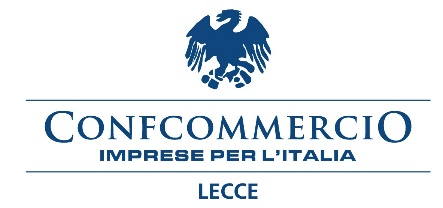 CONFCOMMERCIO
IMPRESE PER L'ITALIA
LECCE